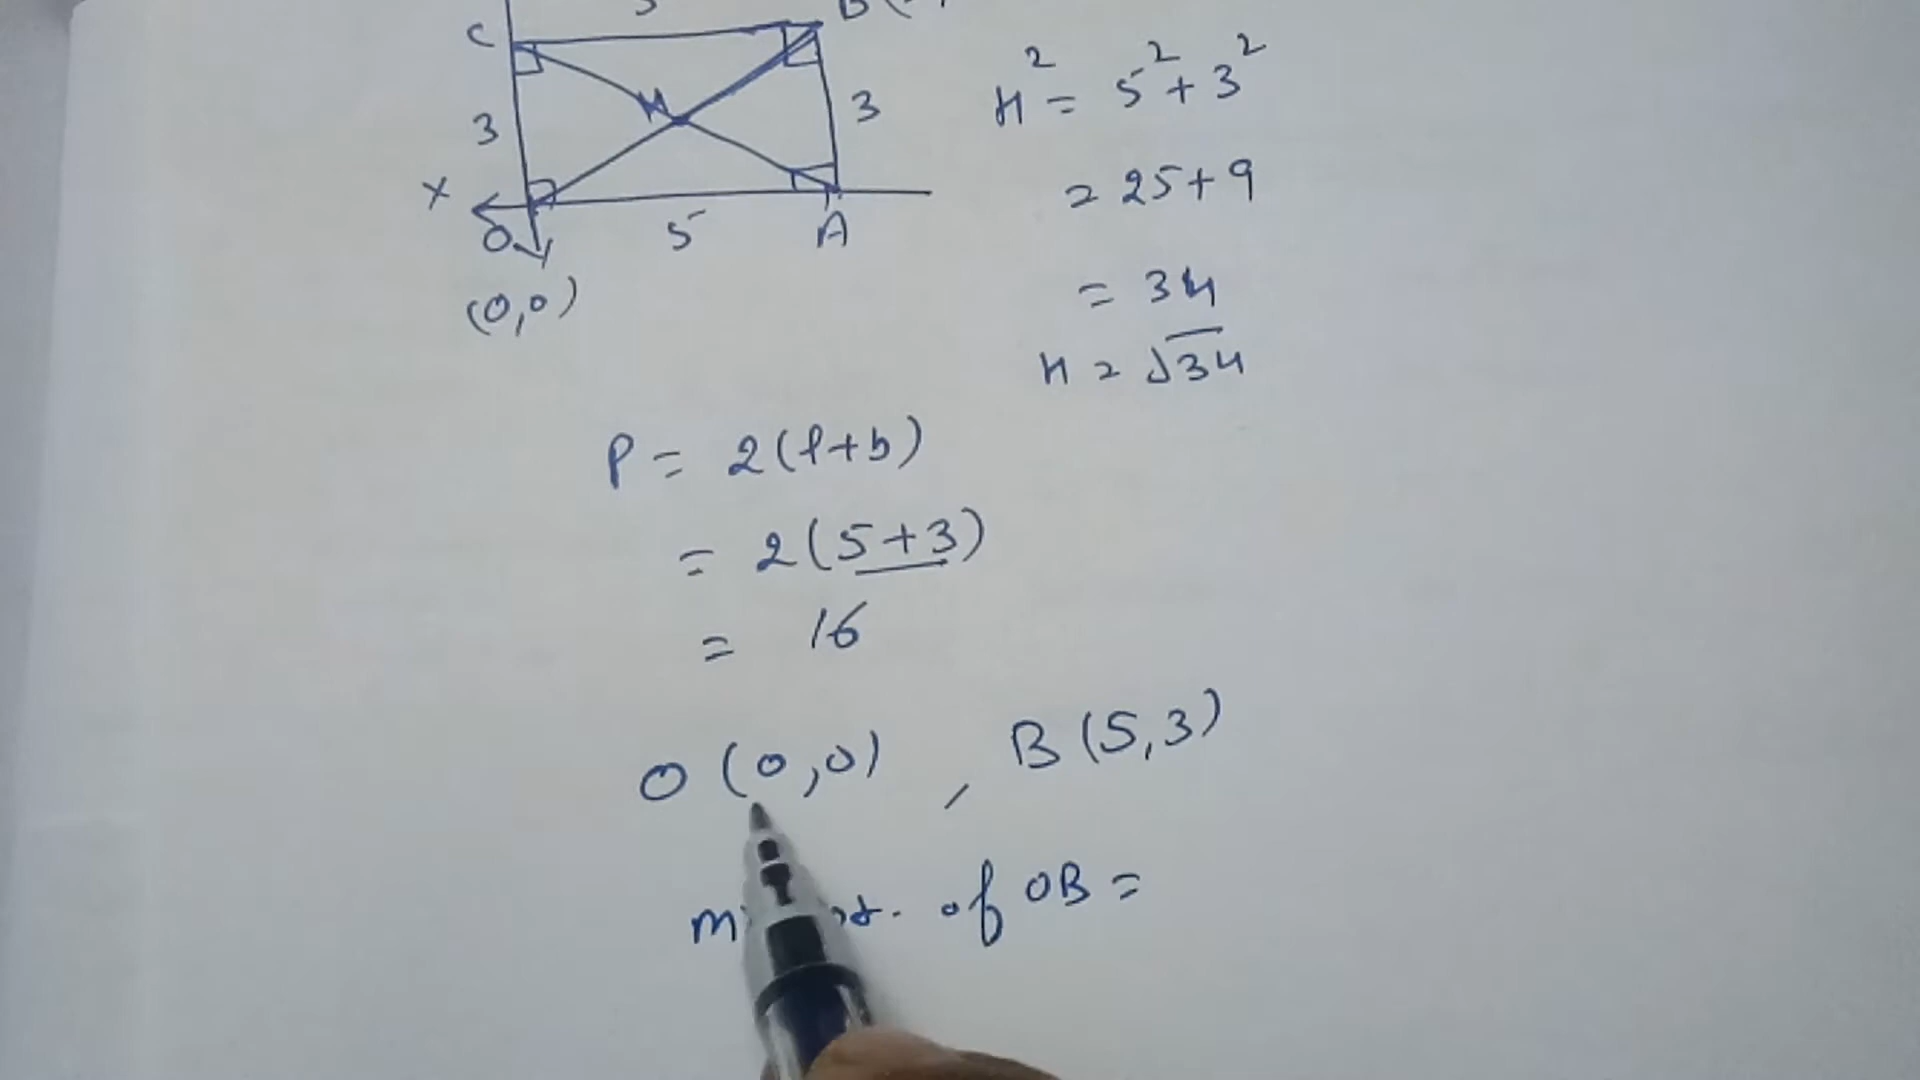 5
C
B (
M
3
3
X
O
Y
5
A
(0,0)
H² = 5² + 3²
= 25+9
= 34
H = √34
P = 2(l+b)
= 2(5+3)
= 16
O (0,0) , B (5,3)
of OB =